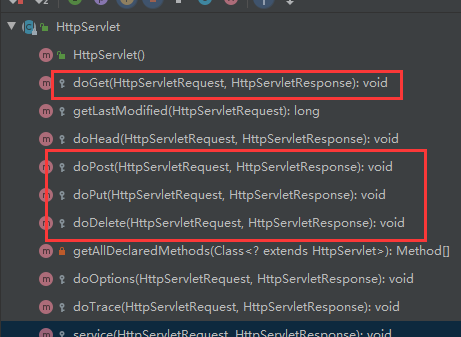 HttpServlet
HttpServlet()
doGet(HttpServletRequest, HttpServletResponse): void
getLastModified(HttpServletRequest): long
doHead(HttpServletRequest, HttpServletResponse): void
doPost(HttpServletRequest, HttpServletResponse): void
doPut(HttpServletRequest, HttpServletResponse): void
doDelete(HttpServletRequest, HttpServletResponse): void
getAllDeclaredMethods(Class<? extends HttpServlet>): Method[]
doOptions(HttpServletRequest, HttpServletResponse): void
doTrace(HttpServletRequest, HttpServletResponse): void
service(HttpServletRequest, HttpServletResponse): void